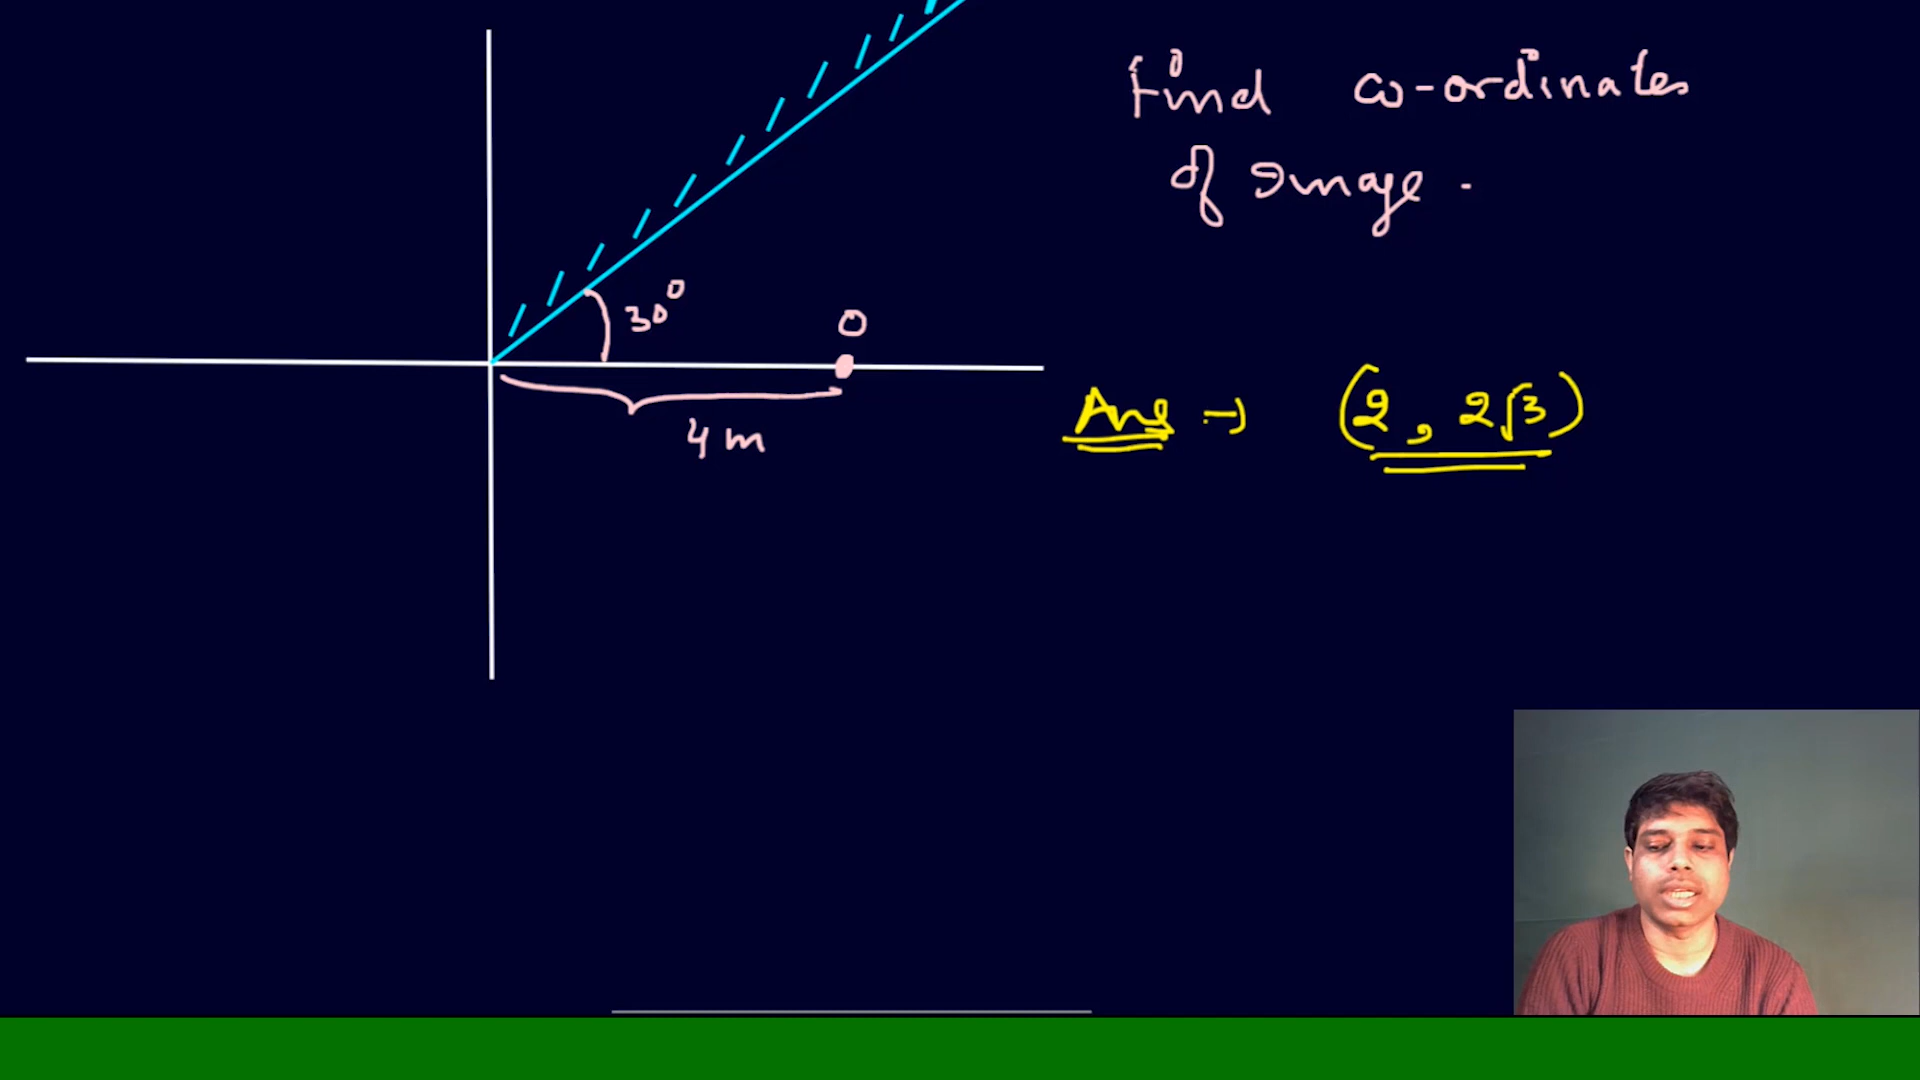 Find co-ordinates
of Image.
30°
O
4 m
Ans → (2, 2√3)